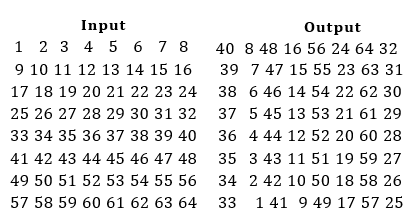 Input Output
1 2 3 4 5 6 7 8 40 8 48 16 56 24 64 32
9 10 11 12 13 14 15 16 39 7 47 15 55 23 63 31
17 18 19 20 21 22 23 24 38 6 46 14 54 22 62 30
25 26 27 28 29 30 31 32 37 5 45 13 53 21 61 29
33 34 35 36 37 38 39 40 36 4 44 12 52 20 60 28
41 42 43 44 45 46 47 48 35 3 43 11 51 19 59 27
49 50 51 52 53 54 55 56 34 2 42 10 50 18 58 26
57 58 59 60 61 62 63 64 33 1 41 9 49 17 57 25